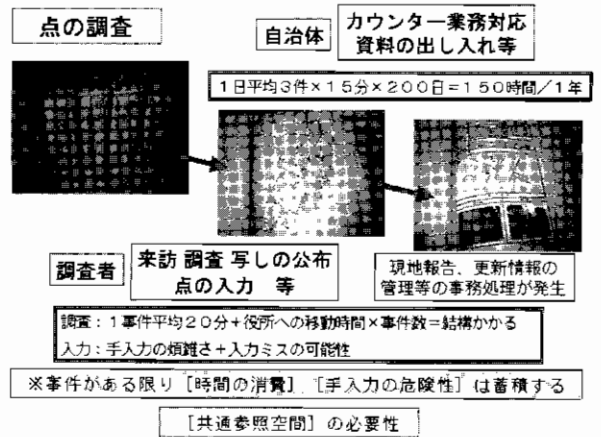 点の調査
自治体
カウンター業務対応
資料の出し入れ等
1日平均3件×15分×200日=150時間/1年
調査者
来訪 調査 写しの公布
点の入力 等
現地報告、更新情報の
管理等の事務処理が発生
調査:1事件平均20分+役所への移動時間×事件数=結構かかる
入力:手入力の煩雑さ+入力ミスの可能性
※事件がある限り[時間の消費]、[手入力の危険性]は蓄積する
[共通参照空間]の必要性